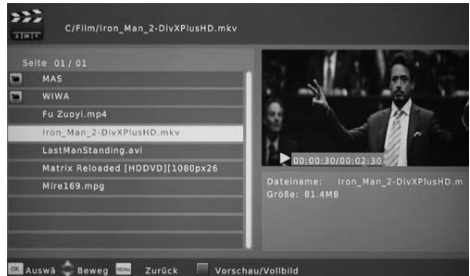 C/Film/Iron_Man_2-DivXPlusHD.mkv
Seite 01/01
MAS
WIWA
Fu Zuoyi.mp4
Iron_Man_2-DivXPlusHD.mkv
LastManStanding.avi
Matrix Reloaded [HDDVD][1080px26
Mire169.mpg
00:00:30/00:02:30
Dateiname: Iron_Man_2-DivXPlusHD.m
Größe: 81.4MB
OK Auswä Beweg Zurück Vorschau/Vollbild